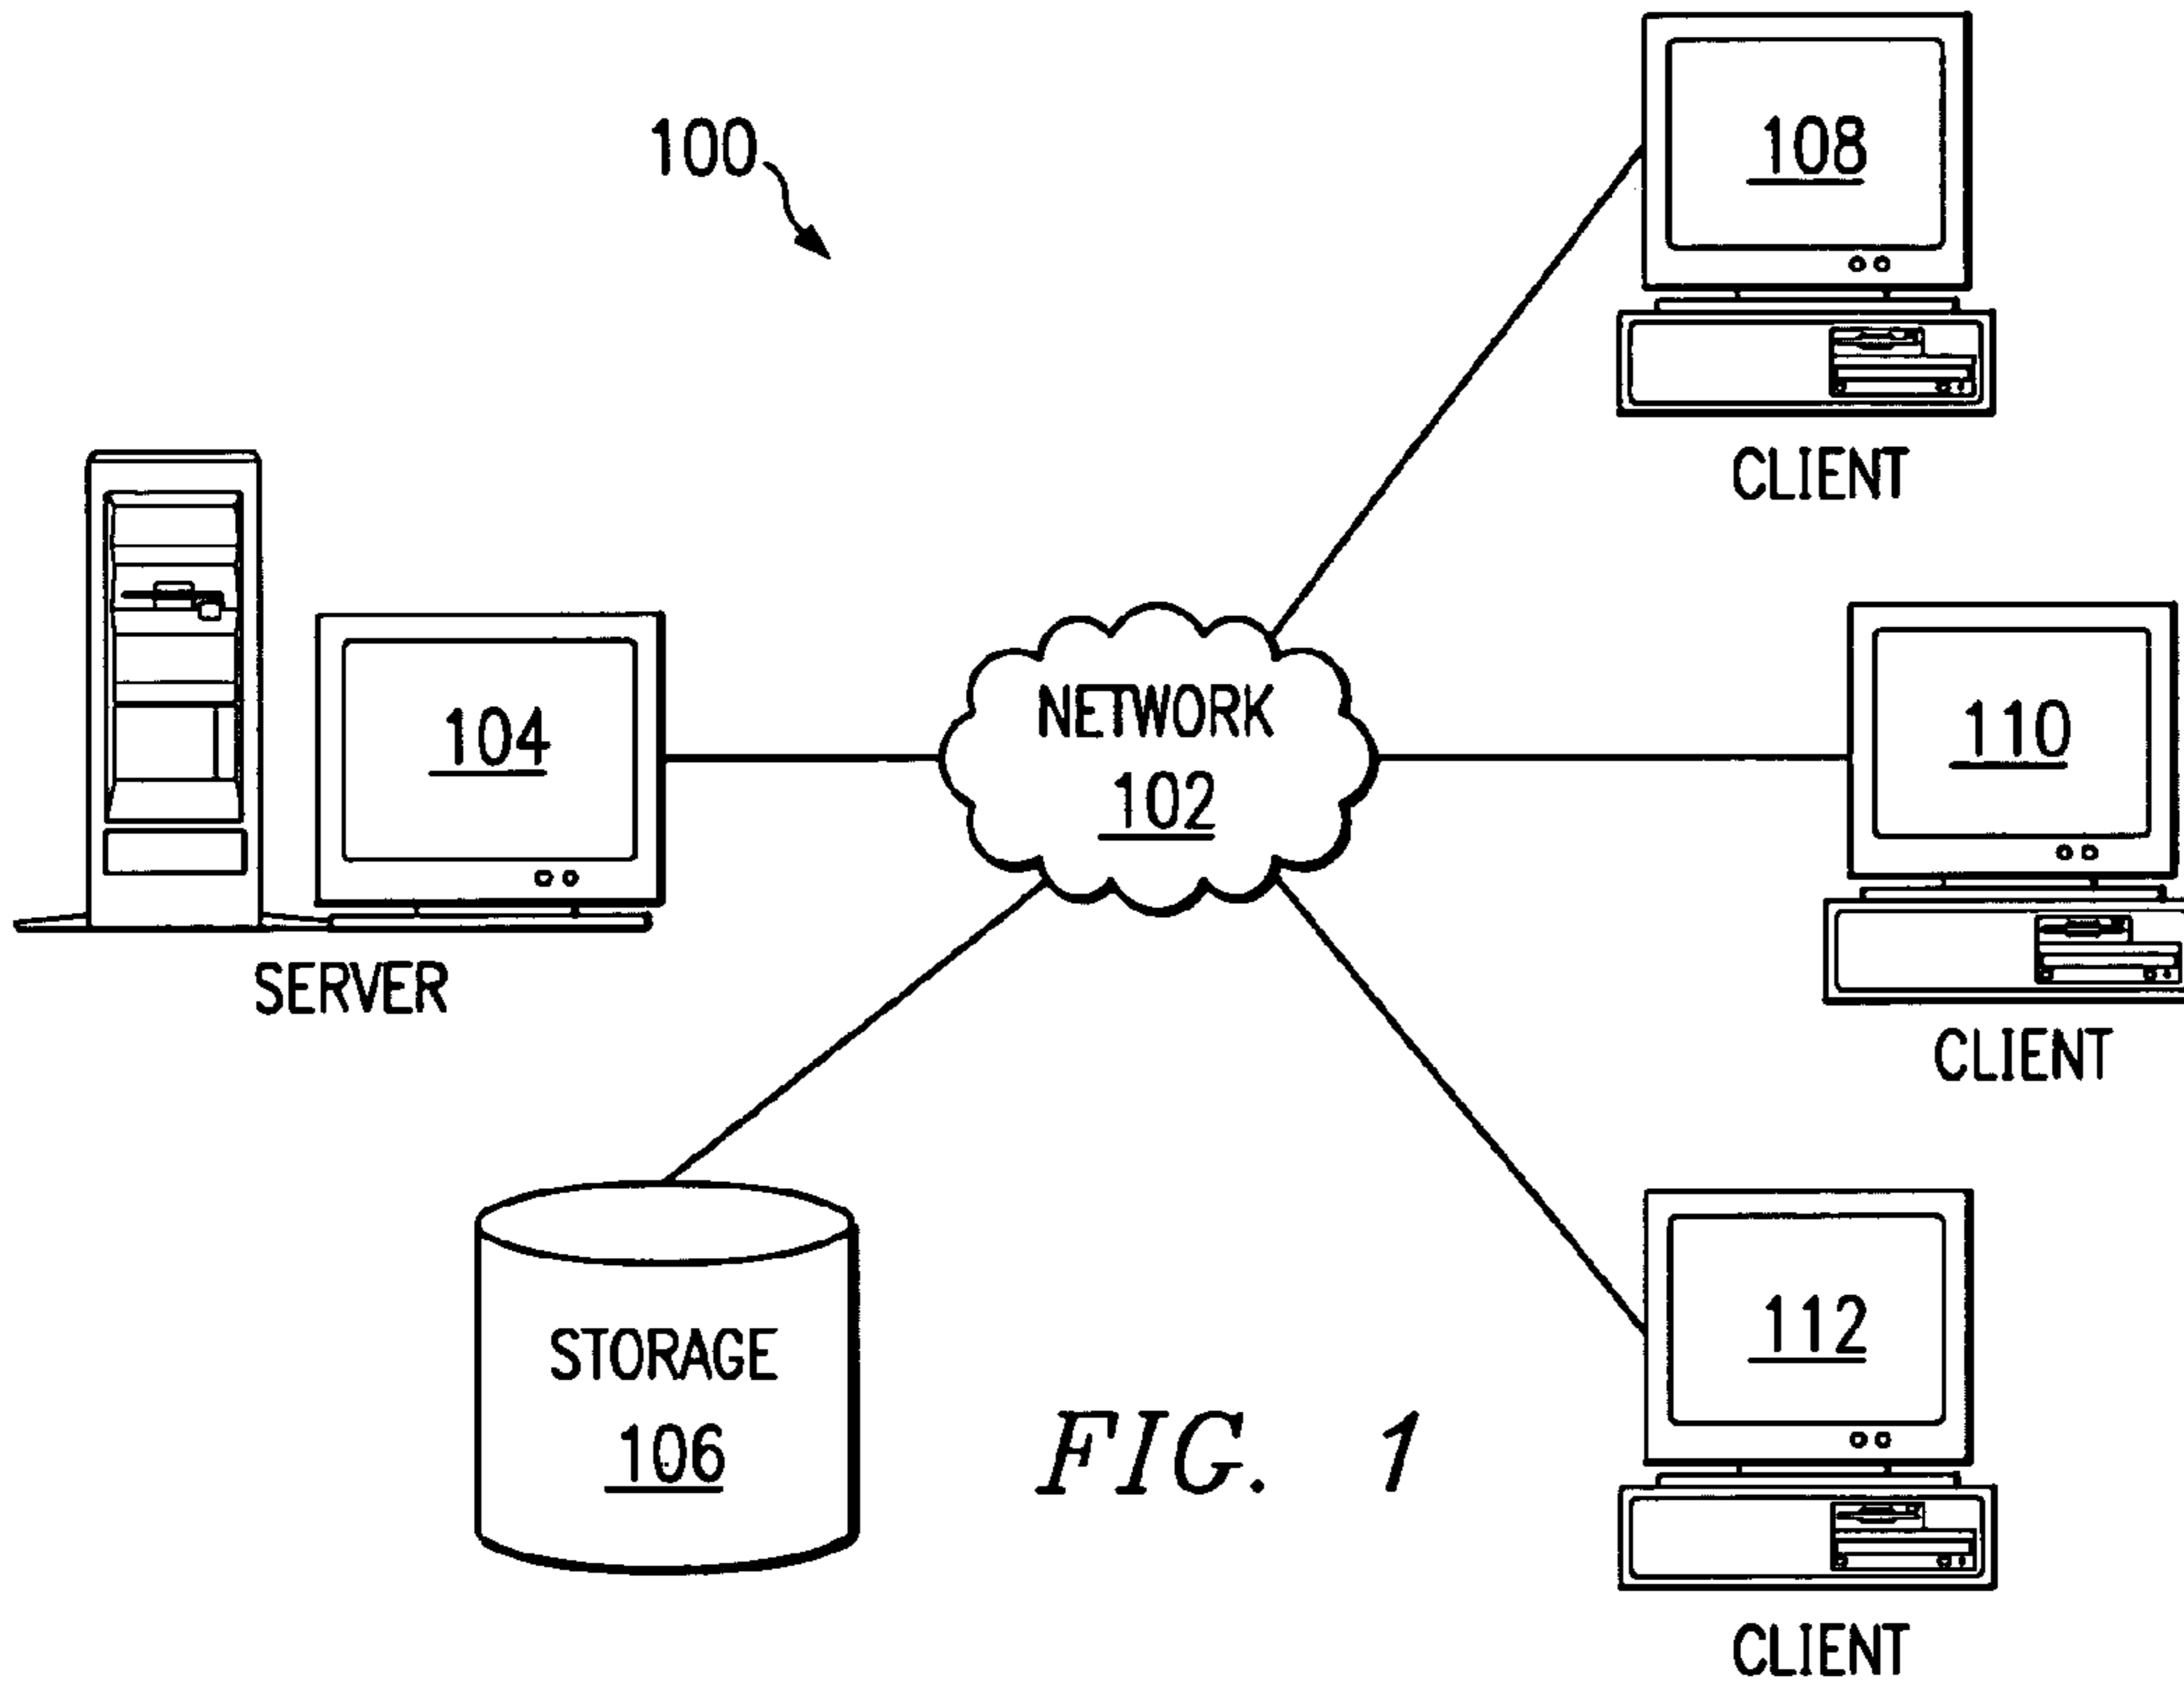 100
108
CLIENT
104
SERVER
NETWORK
102
110
CLIENT
STORAGE
106
112
CLIENT
FIG. 1